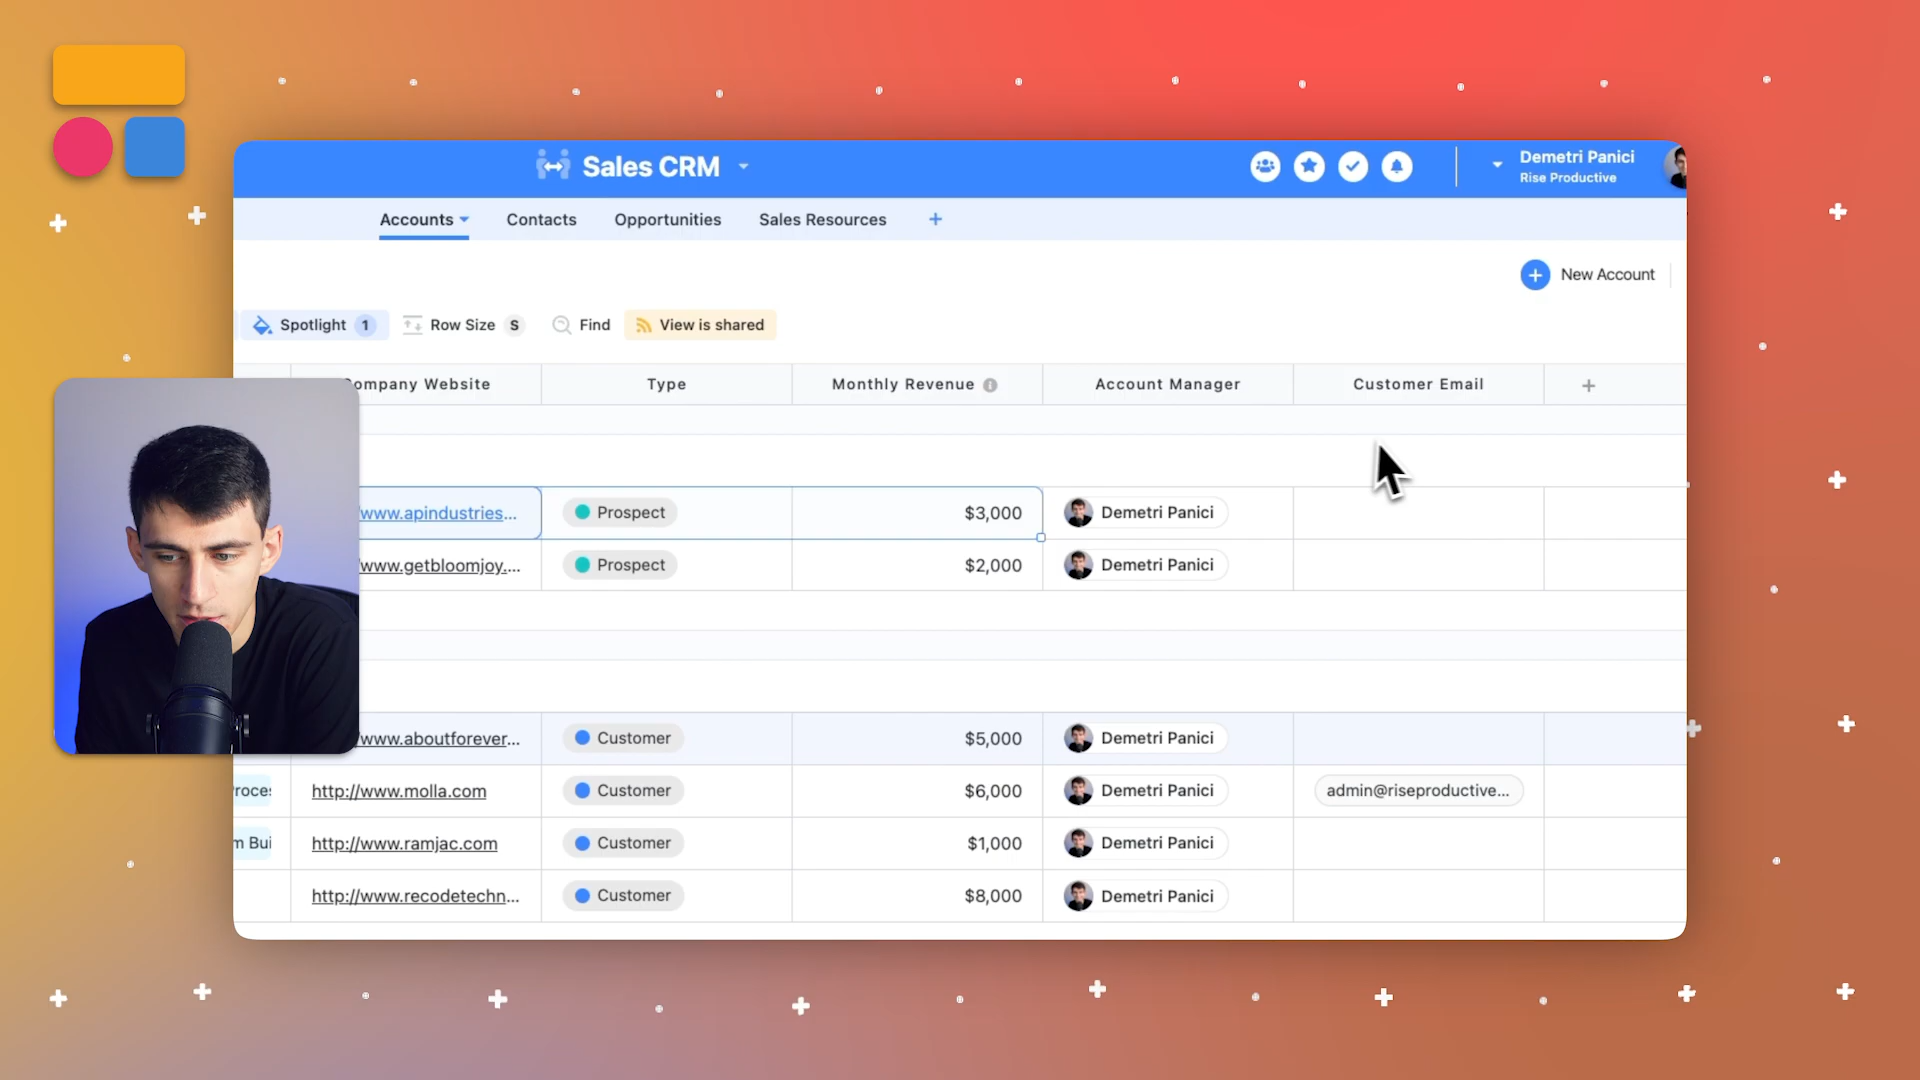 Sales CRM
Demetri Panici
Rise Productive
Accounts Contacts Opportunities Sales Resources +
New Account
Spotlight 1 Row Size S Find View is shared
ompany Website Type Monthly Revenue Account Manager Customer Email +
/www.apindustries... Prospect $3,000 Demetri Panici
/www.getbloomjoy.... Prospect $2,000 Demetri Panici
/www.aboutforever... Customer $5,000 Demetri Panici
Proces http://www.molla.com Customer $6,000 Demetri Panici admin@riseproductive...
m Bui http://www.ramjac.com Customer $1,000 Demetri Panici
http://www.recodetechn... Customer $8,000 Demetri Panici